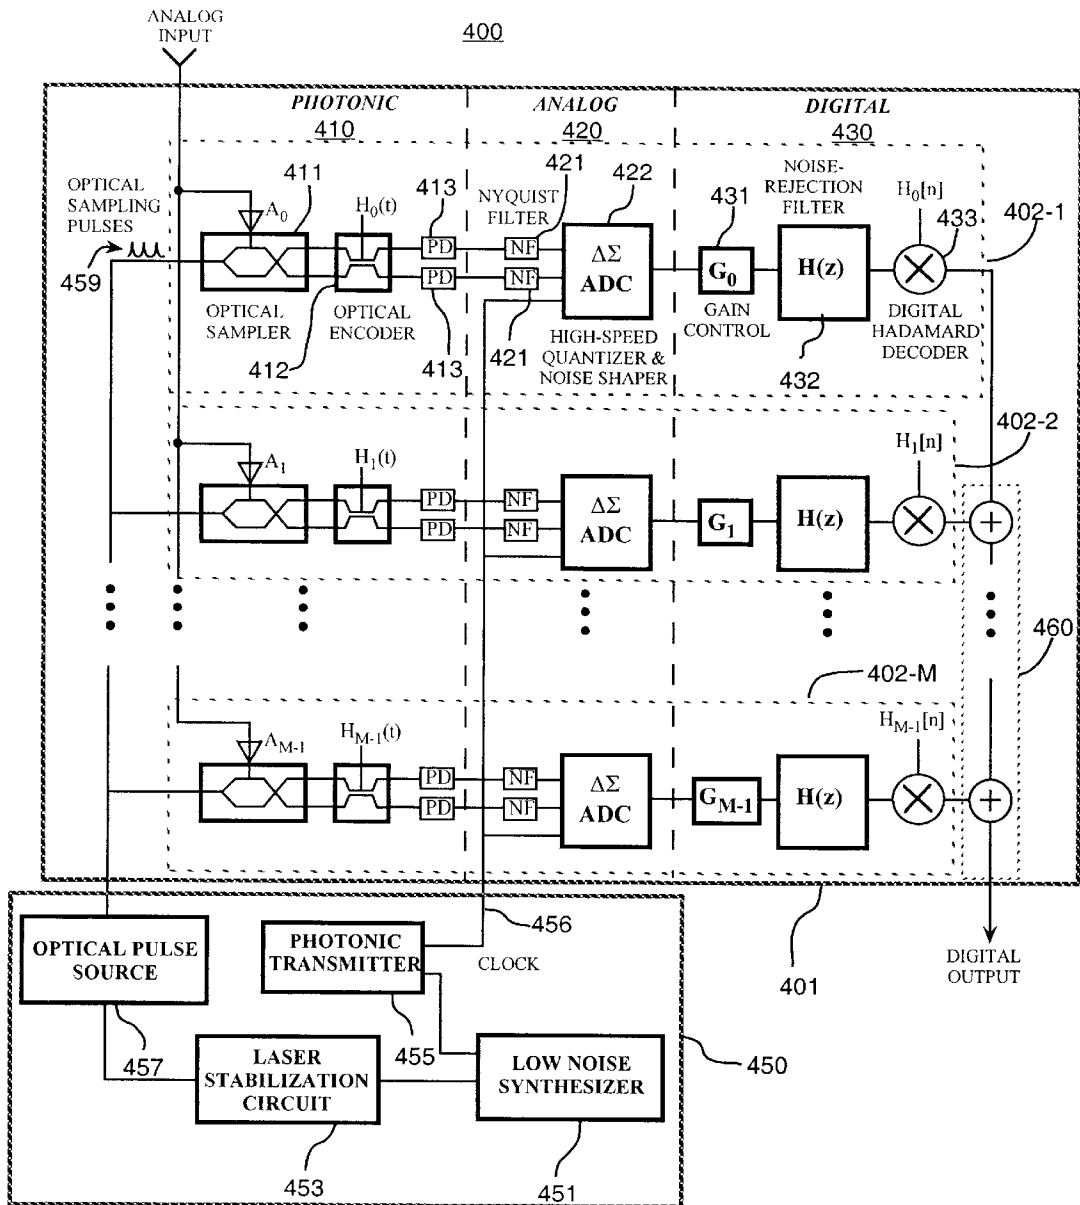 ANALOG
INPUT
400
PHOTONIC
410
ANALOG
420
DIGITAL
430
OPTICAL
SAMPLING
PULSES
459
A0
411
H0(t)
413
PD
PD
413
NYQUIST
FILTER
421
NF
NF
421
422
ΔΣ
ADC
431
G0
GAIN
CONTROL
NOISE-
REJECTION
FILTER
H(z)
432
H0[n]
433
402-1
OPTICAL
SAMPLER
OPTICAL
ENCODER
412
HIGH-SPEED
QUANTIZER &
NOISE SHAPER
DIGITAL
HADAMARD
DECODER
402-2
A1
H1(t)
PD
PD
NF
NF
ΔΣ
ADC
G1
H(z)
H1[n]
+
460
402-M
AM-1
HM-1(t)
PD
PD
NF
NF
ΔΣ
ADC
GM-1
H(z)
HM-1[n]
+
456
CLOCK
401
DIGITAL
OUTPUT
OPTICAL PULSE
SOURCE
457
PHOTONIC
TRANSMITTER
455
LASER
STABILIZATION
CIRCUIT
453
LOW NOISE
SYNTHESIZER
451
450